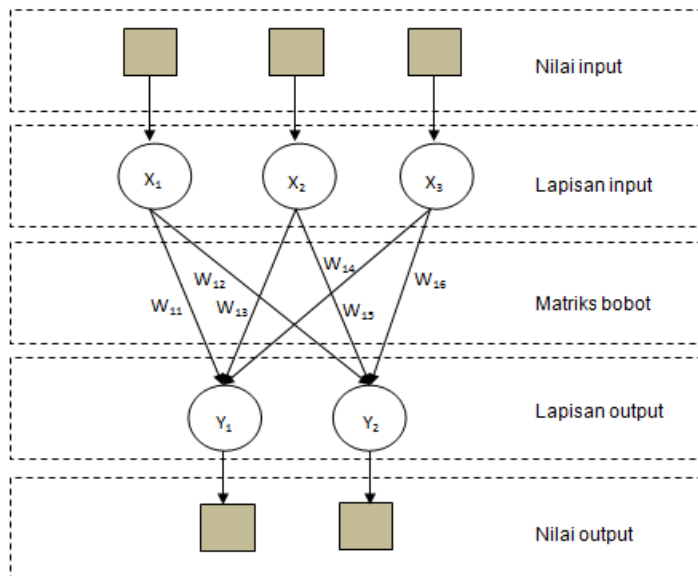 Nilai input
X₁ X₂ X₃ Lapisan input
W₁₁ W₁₂ W₁₃ W₁₄ W₁₅ W₁₆ Matriks bobot
Y₁ Y₂ Lapisan output
Nilai output